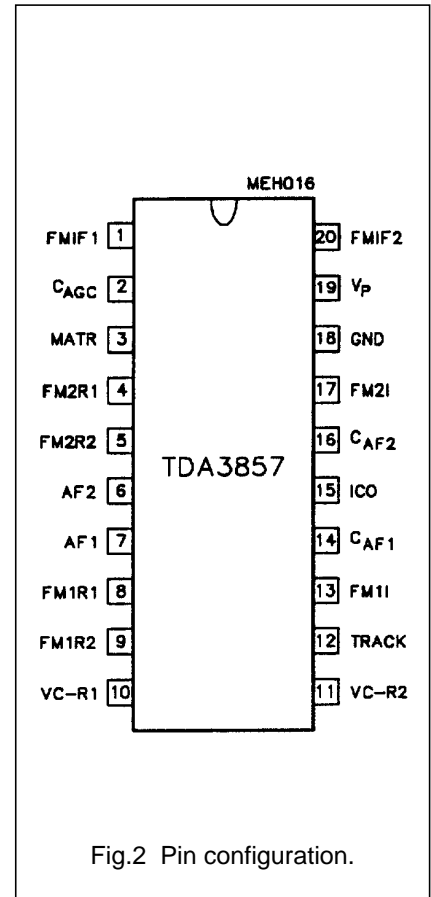 MEH016
FMIF1 1
20 FMIF2
CAGC 2
19 VP
MATR 3
18 GND
FM2R1 4
17 FM2I
FM2R2 5
16 CAF2
TDA3857
AF2 6
15 ICO
AF1 7
14 CAF1
FM1R1 8
13 FM1I
FM1R2 9
12 TRACK
VC-R1 10
11 VC-R2
Fig.2 Pin configuration.